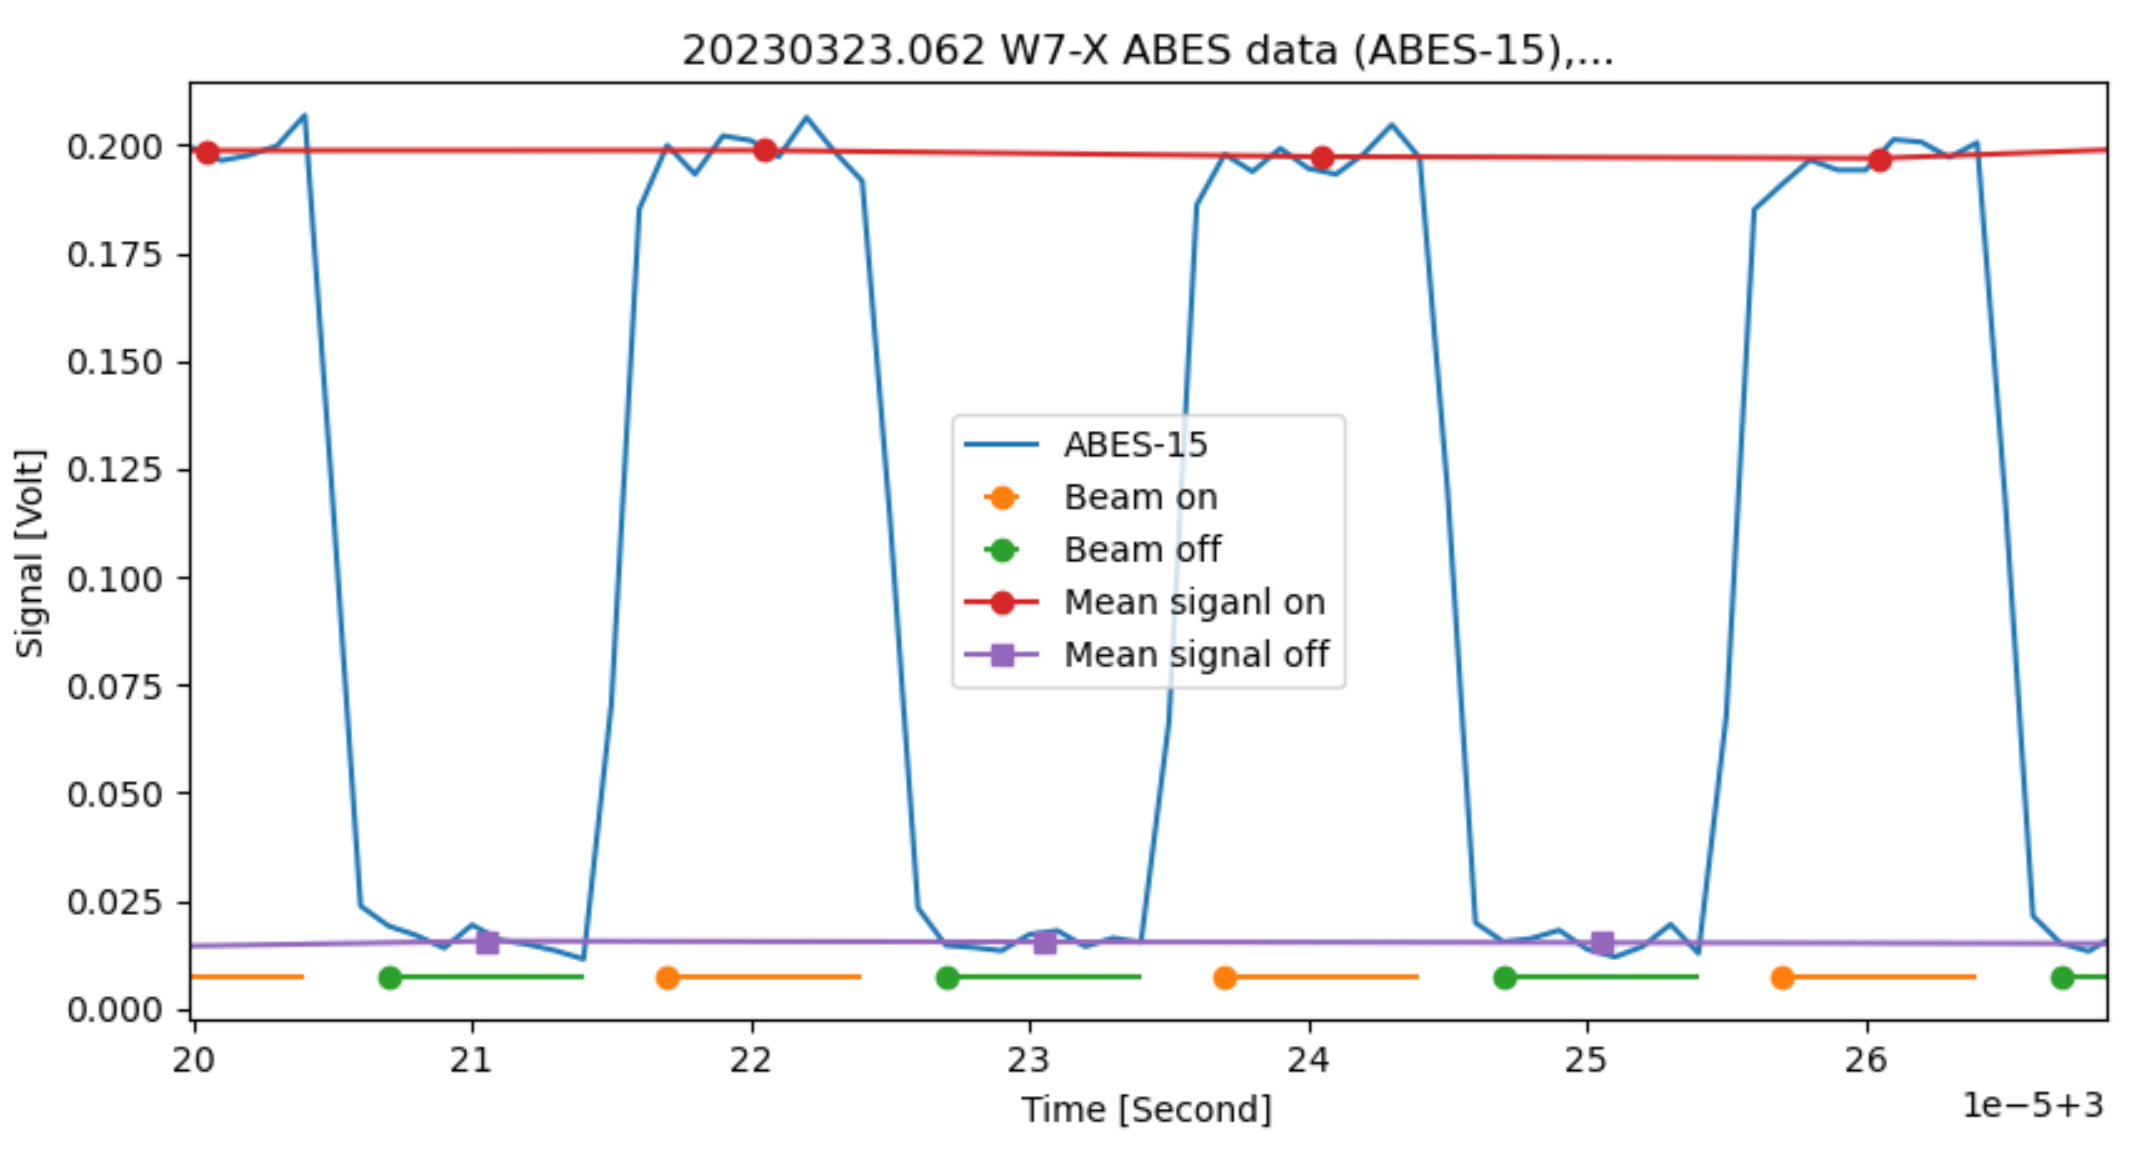 20230323.062 W7-X ABES data (ABES-15),...
0.200
0.175
0.150
0.125
0.100
0.075
0.050
0.025
0.000
Signal [Volt]
ABES-15
Beam on
Beam off
Mean siganl on
Mean signal off
20 21 22 23 24 25 26
1e−5+3
Time [Second]